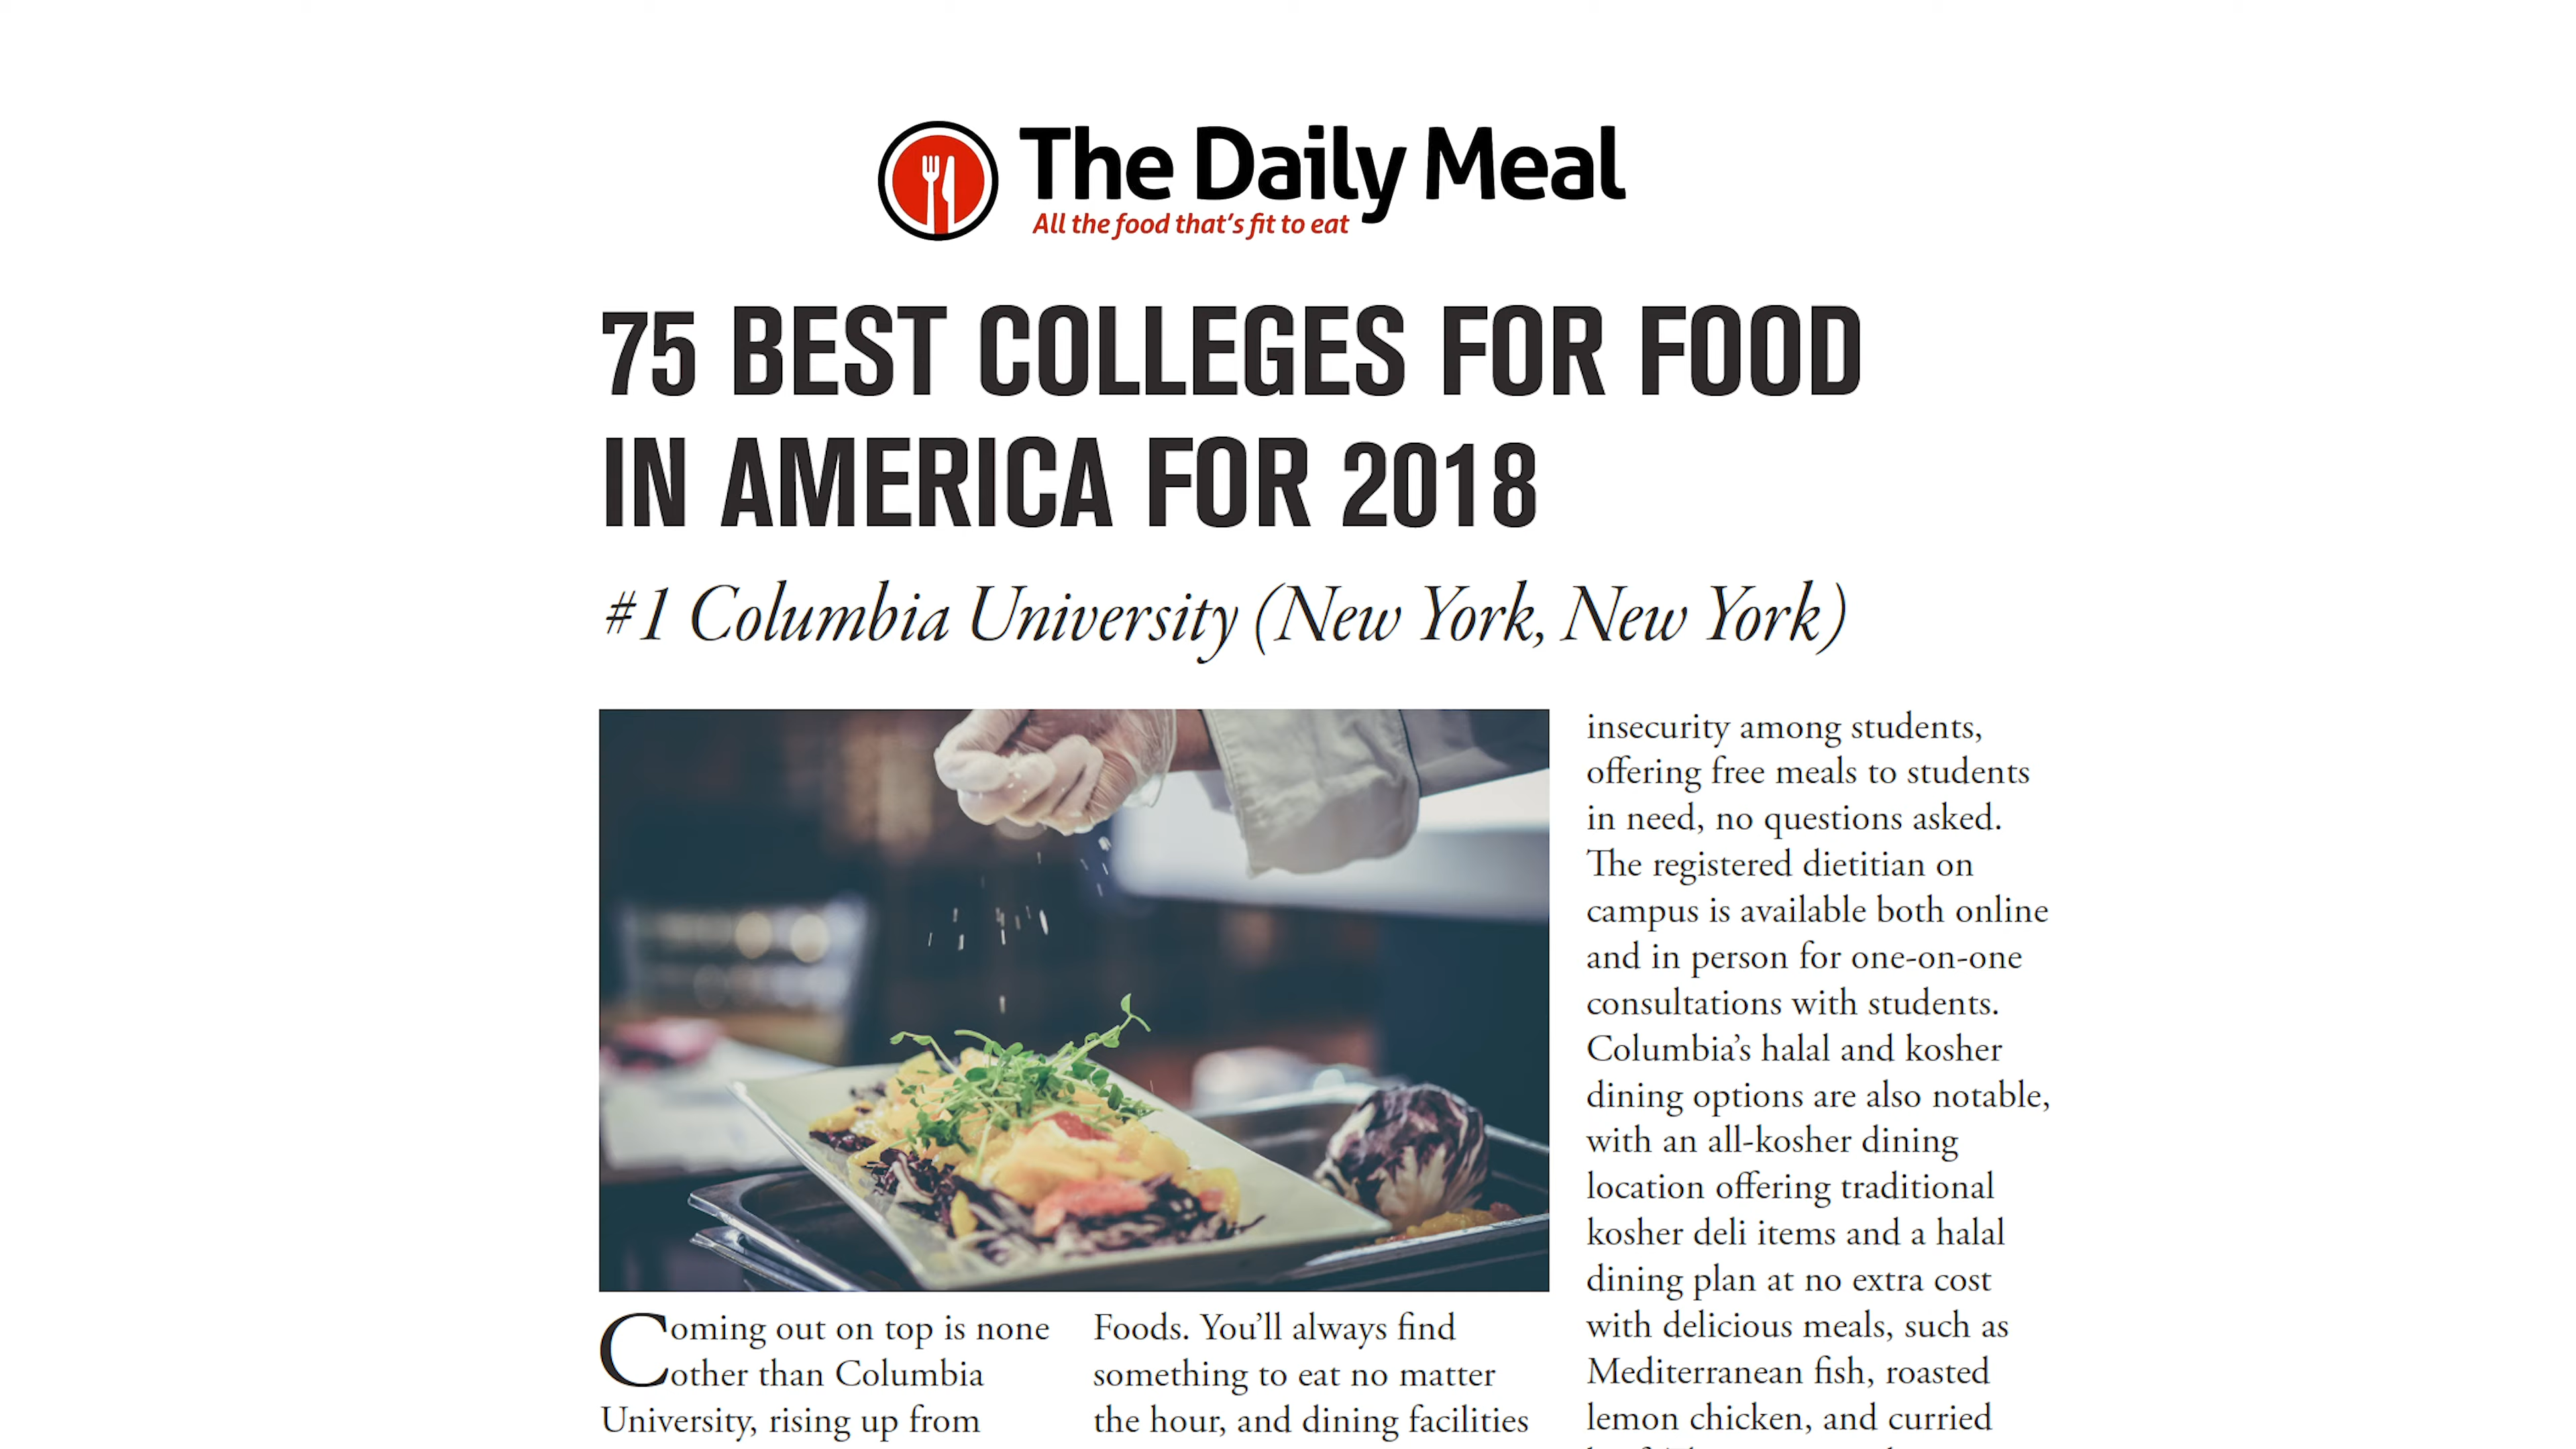 The Daily Meal
All the food that's fit to eat
75 BEST COLLEGES FOR FOOD
IN AMERICA FOR 2018
#1 Columbia University (New York, New York)
Coming out on top is none
other than Columbia
University, rising up from
Foods. You'll always find
something to eat no matter
the hour, and dining facilities
insecurity among students,
offering free meals to students
in need, no questions asked.
The registered dietitian on
campus is available both online
and in person for one-on-one
consultations with students.
Columbia's halal and kosher
dining options are also notable,
with an all-kosher dining
location offering traditional
kosher deli items and a halal
dining plan at no extra cost
with delicious meals, such as
Mediterranean fish, roasted
lemon chicken, and curried